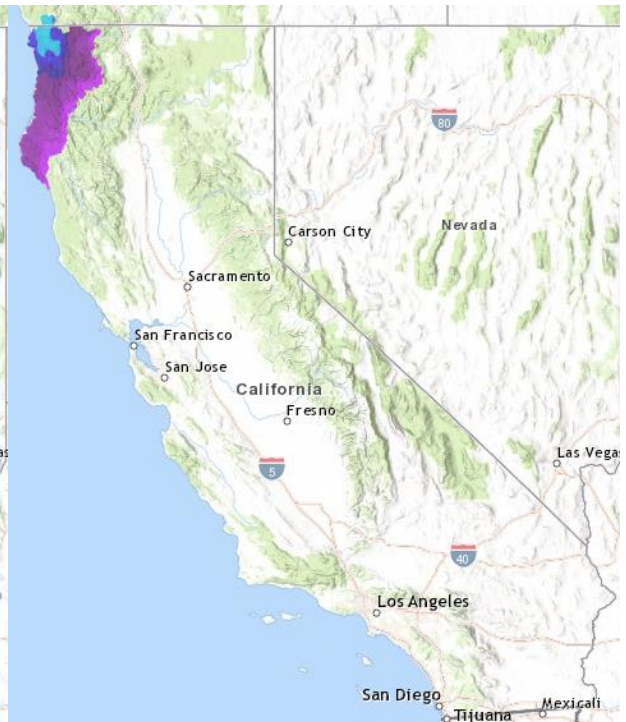 80
Nevada
Carson City
Sacramento
San Francisco
San Jose
California
Fresno
as
Las Vegas
5
40
Los Angeles
San Diego
Tijuana
Mexicali